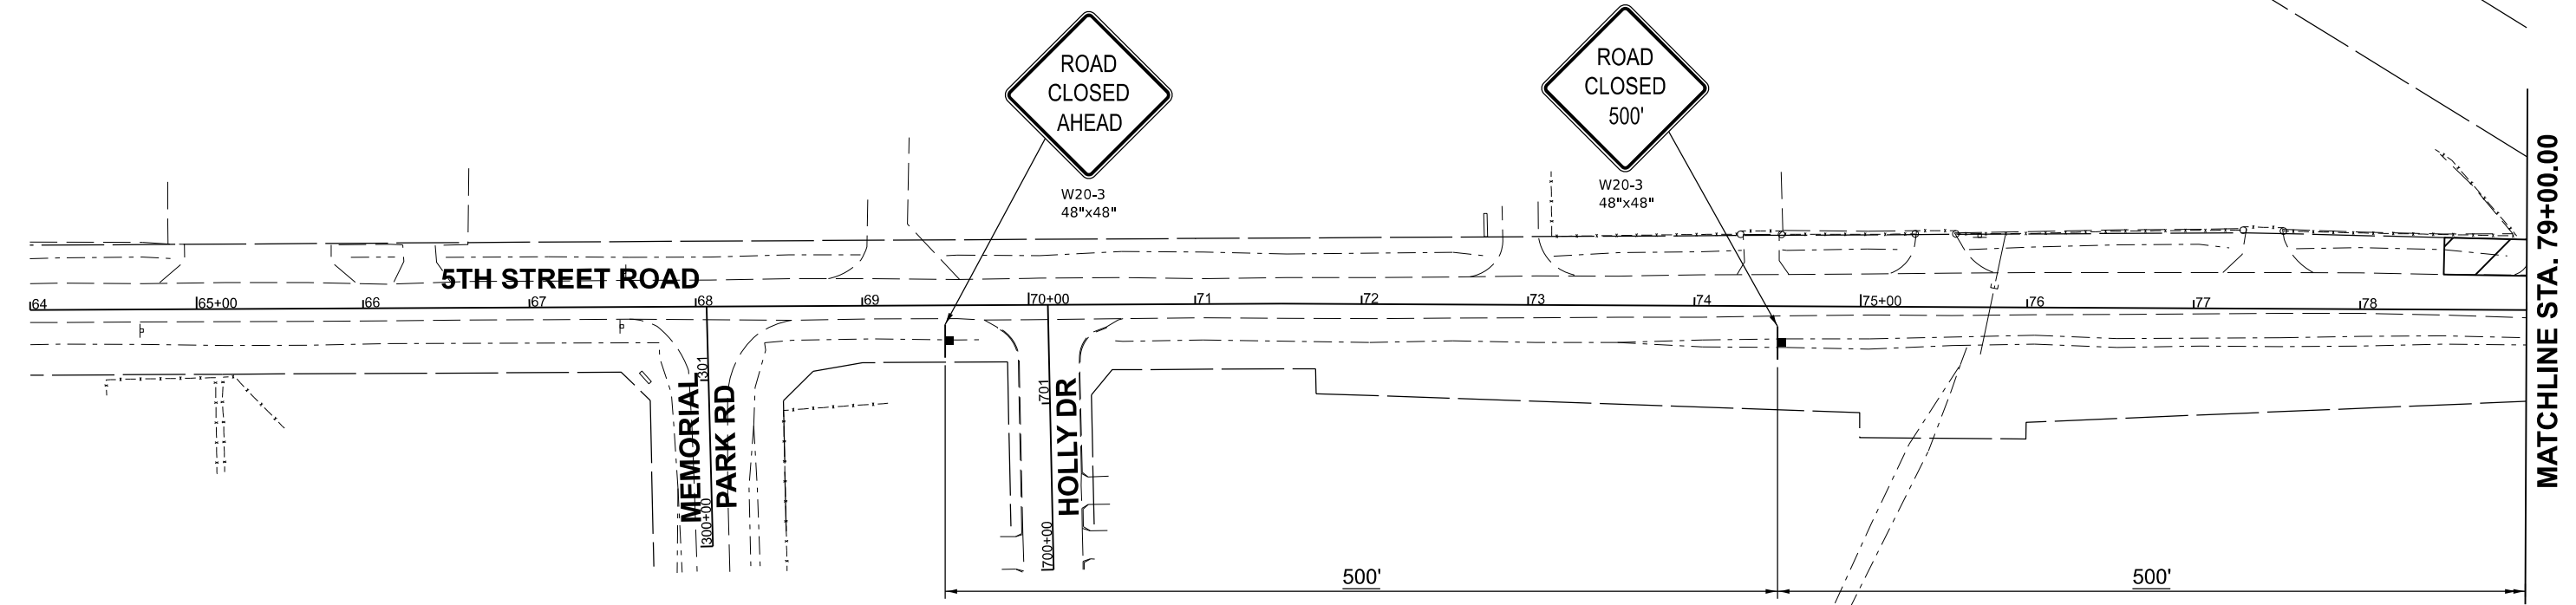 ROAD
CLOSED
AHEAD
W20-3
48"x48"
ROAD
CLOSED
500'
W20-3
48"x48"
5TH STREET ROAD
64
65+00
66
67
68
69
70+00
71
72
73
74
75+00
76
77
78
E
MEMORIAL
PARK RD
301
300+00
HOLLY DR
701
700+00
500'
500'
MATCHLINE STA. 79+00.00